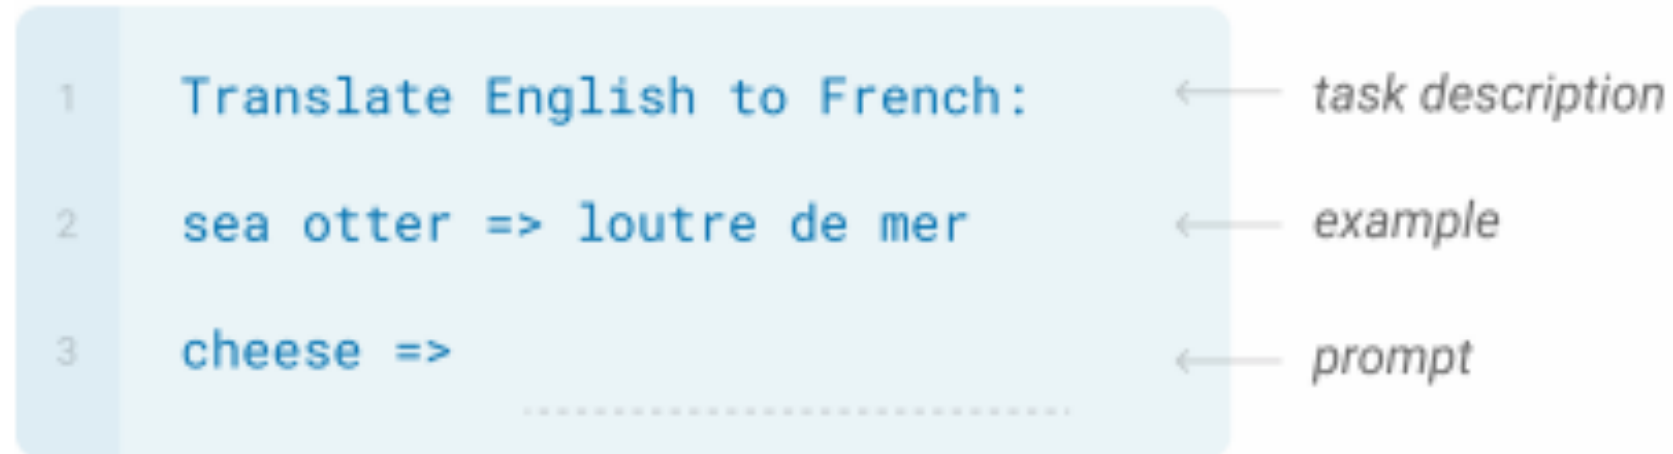 1 Translate English to French: task description
2 sea otter => loutre de mer example
3 cheese => prompt